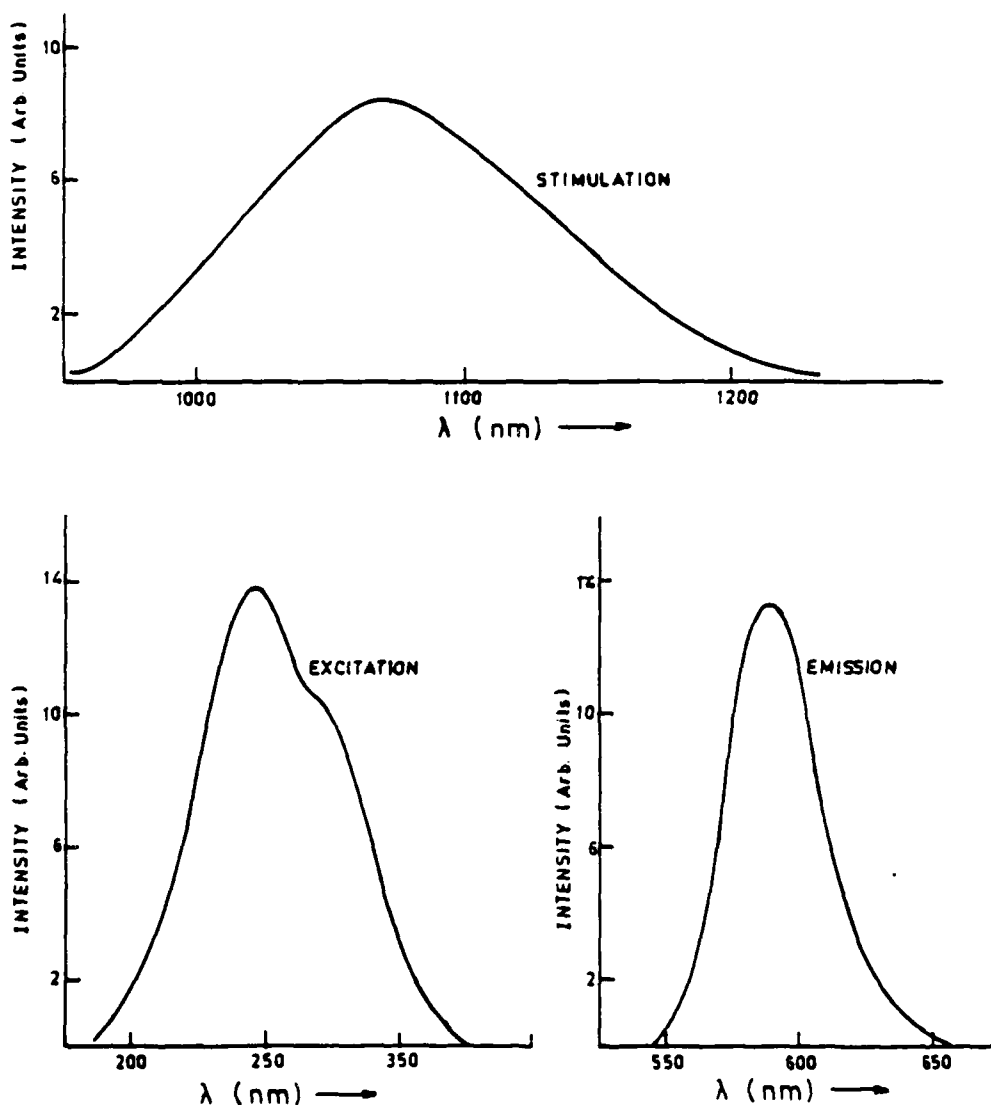 INTENSITY (Arb. Units)
10
6
2
STIMULATION
1000 1100 1200
λ (nm) ⟶
INTENSITY (Arb. Units)
14
10
6
2
EXCITATION
200 250 350
λ (nm) ⟶
INTENSITY (Arb. Units)
10
6
2
EMISSION
550 600 650
λ (nm) ⟶